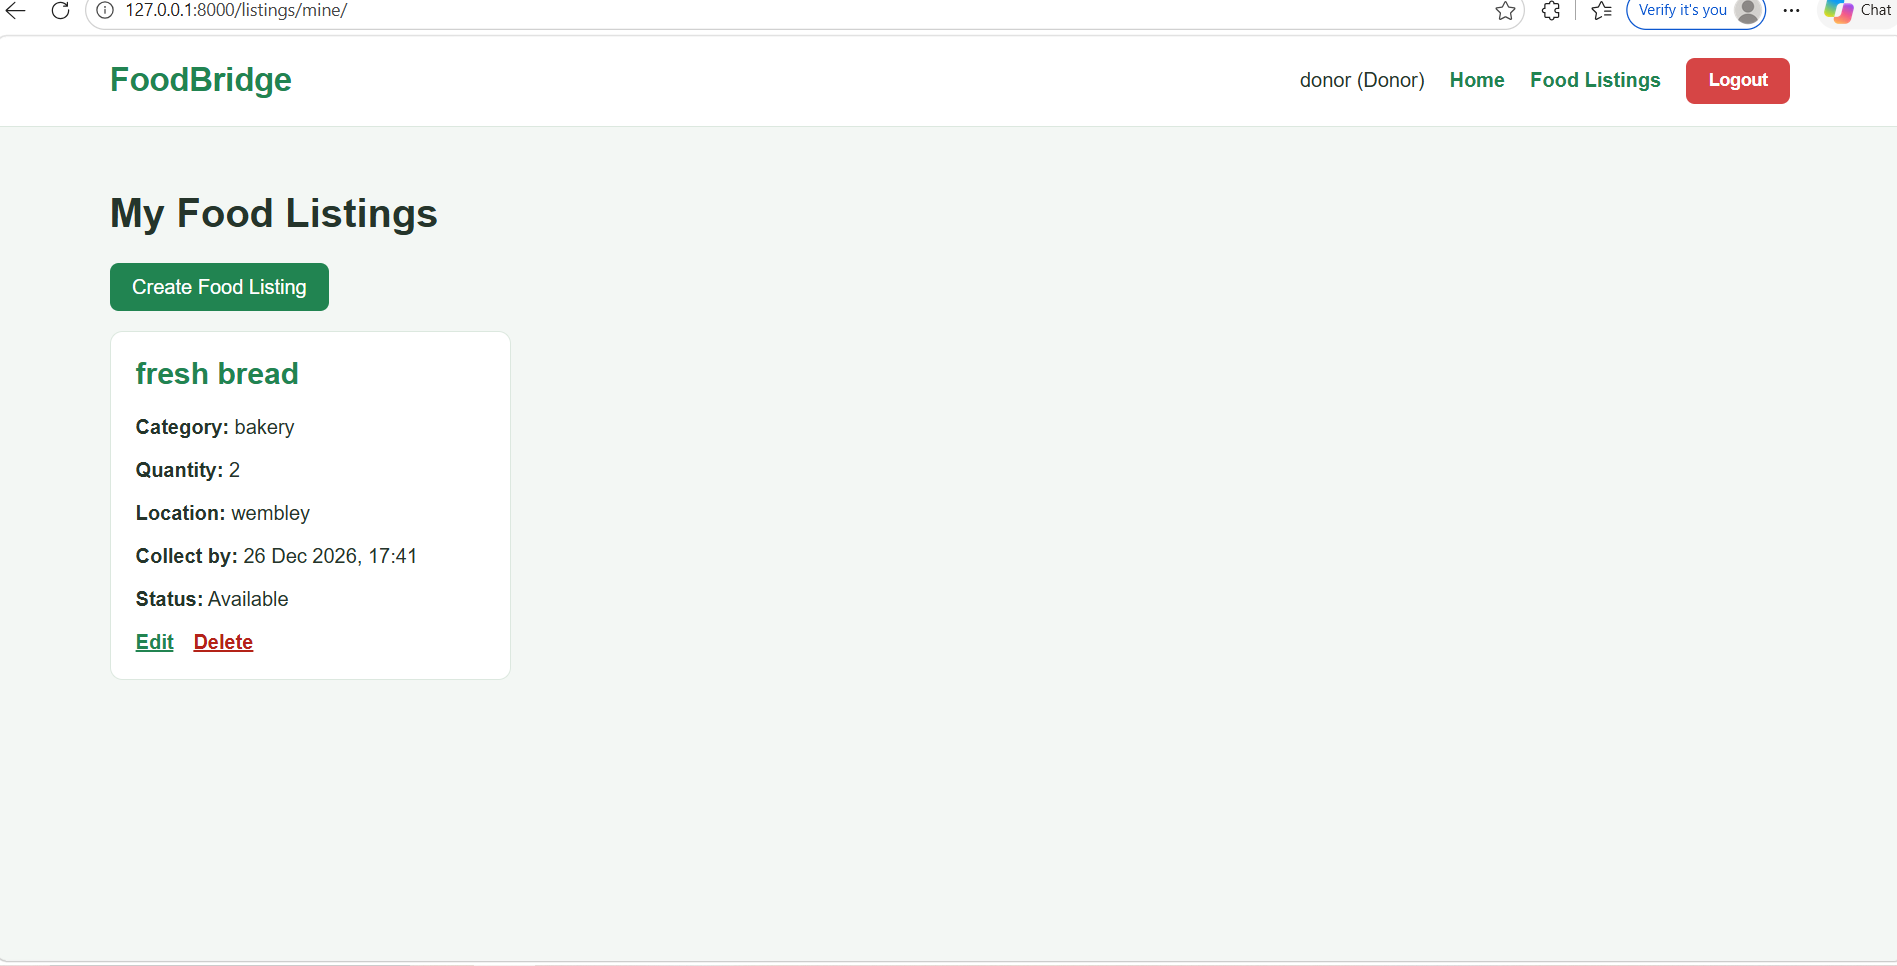 127.0.0.1:8000/listings/mine/
Verify it's you
Chat
FoodBridge
donor (Donor)
Home
Food Listings
Logout
My Food Listings
Create Food Listing
fresh bread
Category: bakery
Quantity: 2
Location: wembley
Collect by: 26 Dec 2026, 17:41
Status: Available
Edit Delete